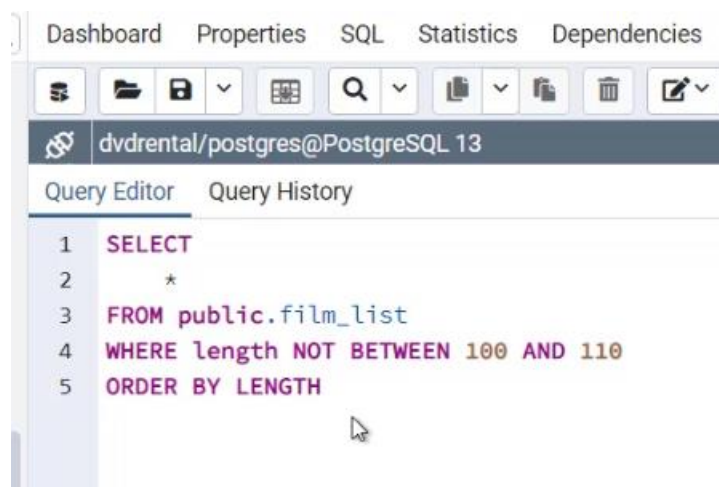 Dashboard Properties SQL Statistics Dependencies
dvdrental/postgres@PostgreSQL 13
Query Editor Query History
1 SELECT
2 *
3 FROM public.film_list
4 WHERE length NOT BETWEEN 100 AND 110
5 ORDER BY LENGTH